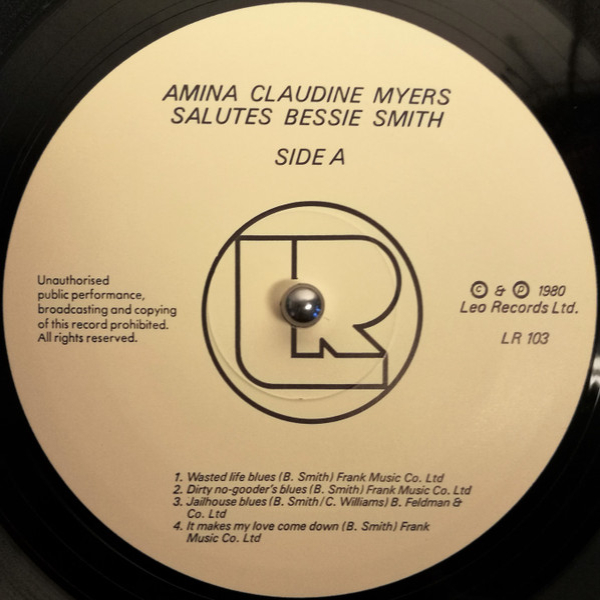 AMINA CLAUDINE MYERS
SALUTES BESSIE SMITH
SIDE A
LR
Unauthorised
public performance,
broadcasting and copying
of this record prohibited.
All rights reserved.
© & ℗ 1980
Leo Records Ltd.
LR 103
1. Wasted life blues (B. Smith) Frank Music Co. Ltd
2. Dirty no-gooder's blues (B. Smith) Frank Music Co. Ltd
3. Jailhouse blues (B. Smith/C. Williams) B. Feldman &
Co. Ltd
4. It makes my love come down (B. Smith) Frank
Music Co. Ltd